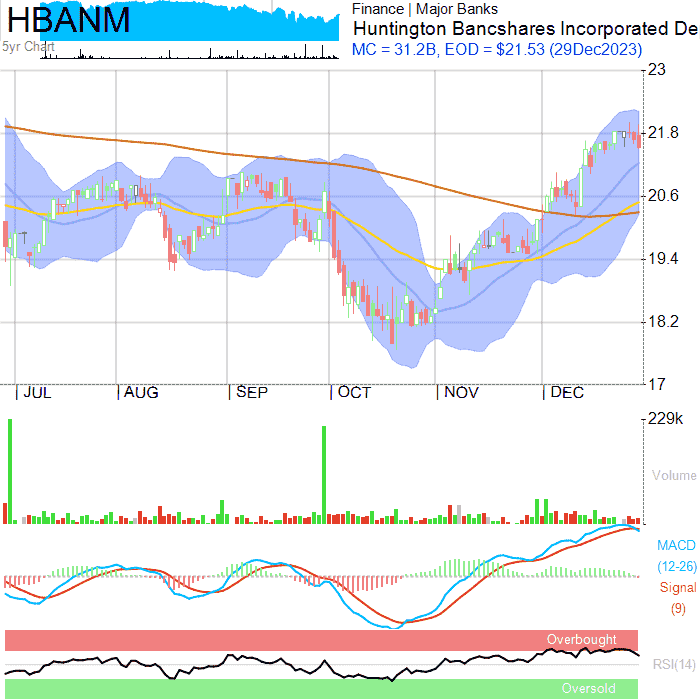 HBANM
5yr Chart
Finance | Major Banks
Huntington Bancshares Incorporated De
MC = 31.2B, EOD = $21.53 (29Dec2023)
23
21.8
20.6
19.4
18.2
17
| JUL | AUG | SEP | OCT | NOV | DEC
229k
Volume
MACD
(12-26)
Signal
(9)
Overbought
RSI(14)
Oversold